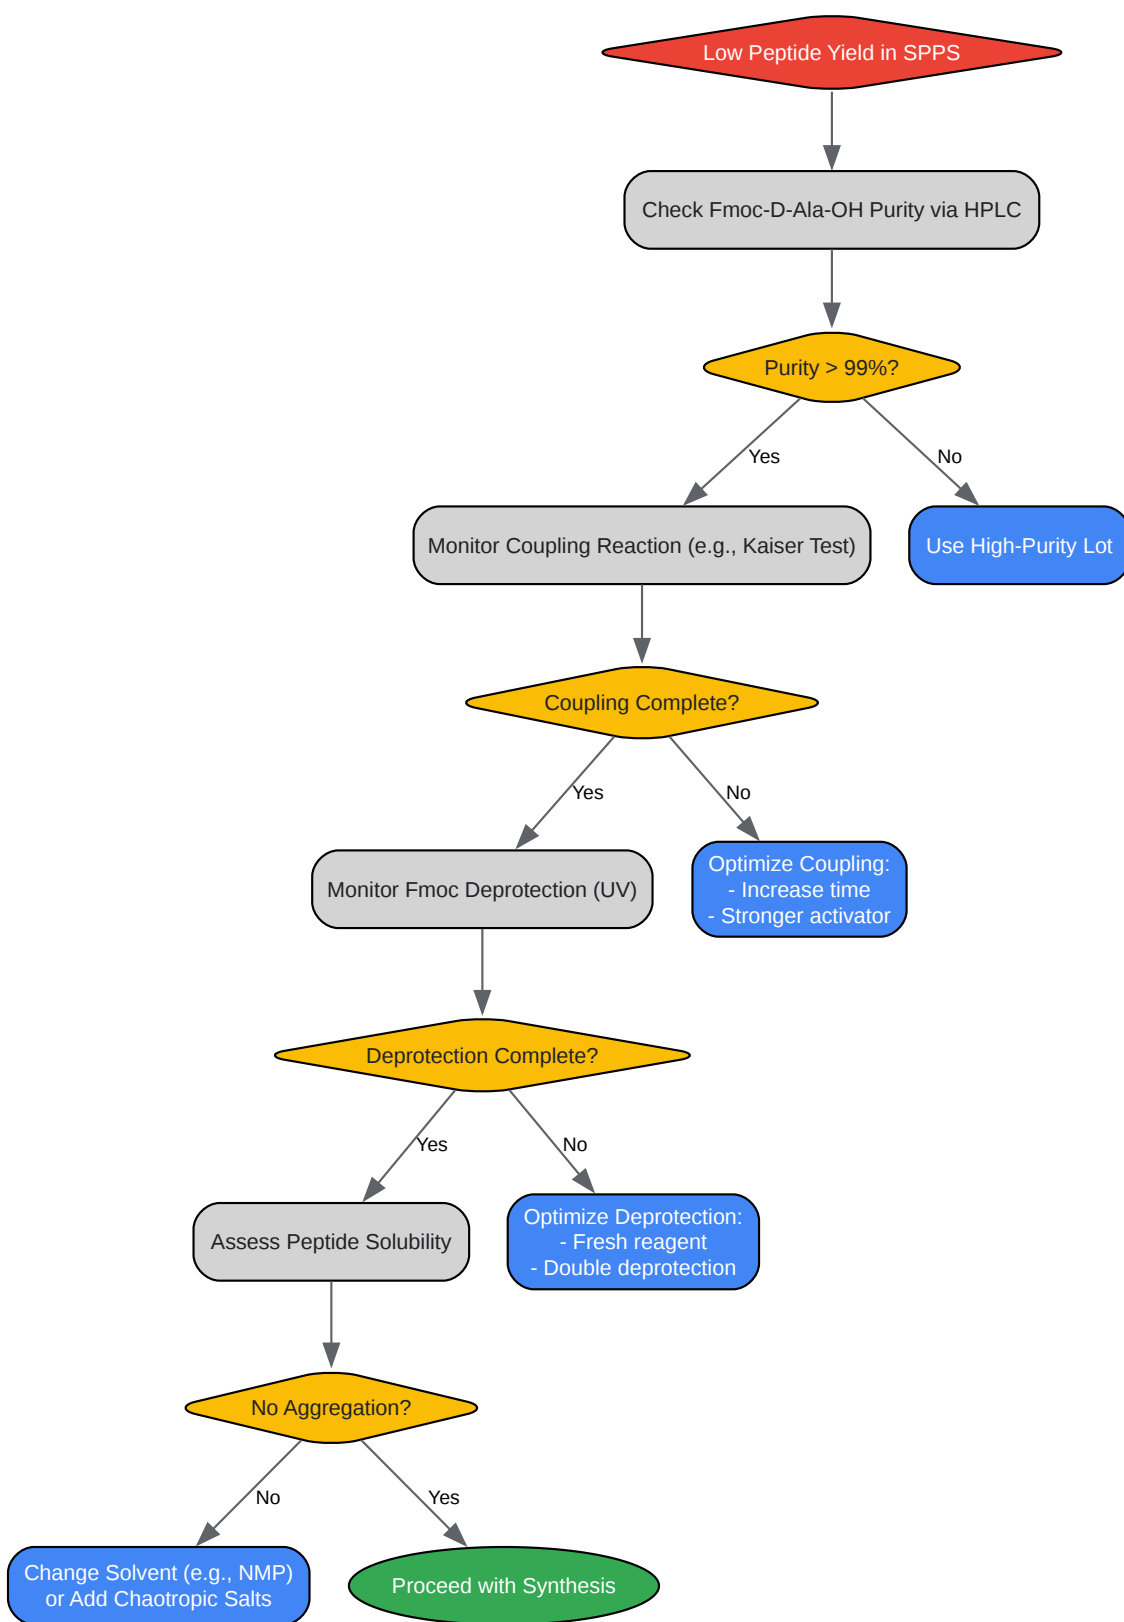 Low Peptide Yield in SPPS
Check Fmoc-D-Ala-OH Purity via HPLC
Purity > 99%?
Yes
No
Monitor Coupling Reaction (e.g., Kaiser Test)
Use High-Purity Lot
Coupling Complete?
Yes
No
Monitor Fmoc Deprotection (UV)
Optimize Coupling:
- Increase time
- Stronger activator
Deprotection Complete?
Yes
No
Assess Peptide Solubility
Optimize Deprotection:
- Fresh reagent
- Double deprotection
No Aggregation?
No
Yes
Change Solvent (e.g., NMP)
or Add Chaotropic Salts
Proceed with Synthesis